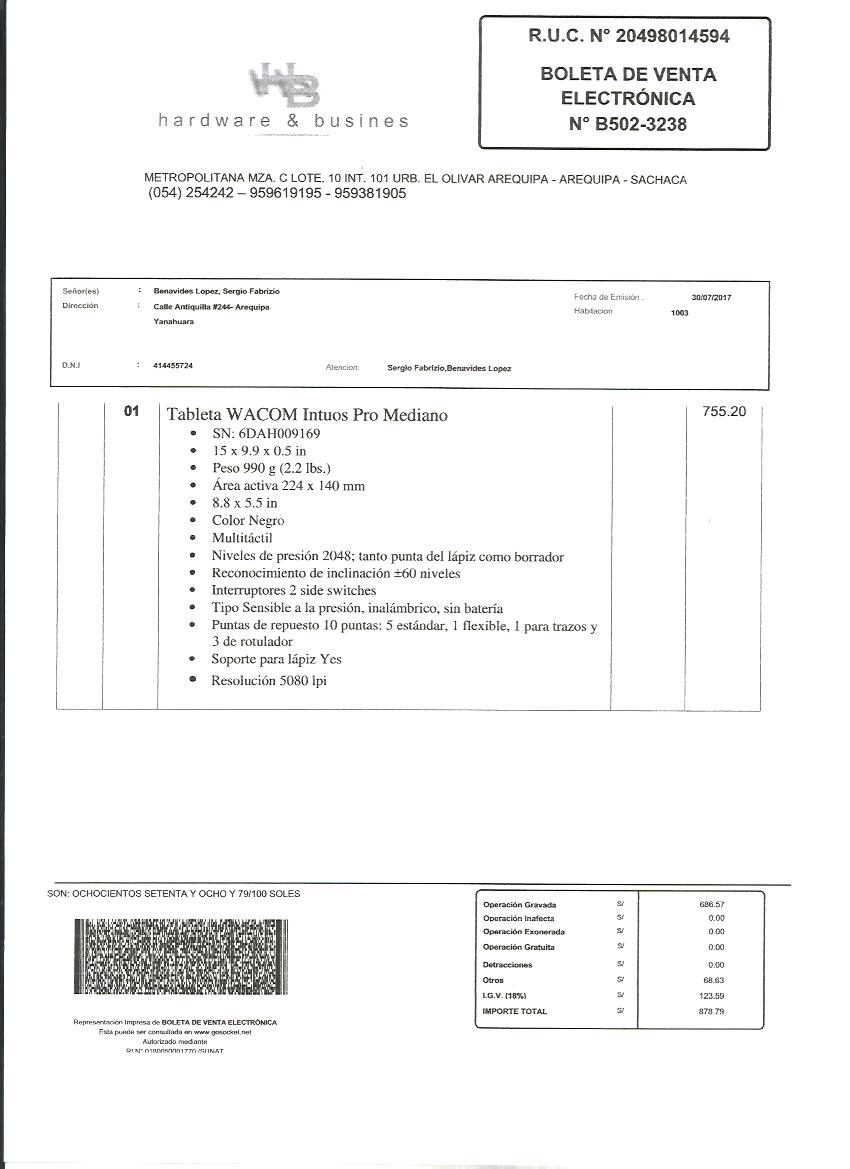 R.U.C. N° 20498014594
BOLETA DE VENTA
ELECTRÓNICA
N° B502-3238
HB
hardware & busines
METROPOLITANA MZA. C LOTE. 10 INT. 101 URB. EL OLIVAR AREQUIPA - AREQUIPA - SACHACA
(054) 254242 – 959619195 - 959381905
Señor(es) : Benavides Lopez, Sergio Fabrizio
Fecha de Emisión . 30/07/2017
Dirección : Calle Antiquilla #244- Arequipa
Habilacion 1003
Yanahuara
D.N.I : 414455724 Atencion: Sergio Fabrizio,Benavides Lopez
01 Tableta WACOM Intuos Pro Mediano 755.20
• SN: 6DAH009169
• 15 x 9.9 x 0.5 in
• Peso 990 g (2.2 lbs.)
• Área activa 224 x 140 mm
• 8.8 x 5.5 in
• Color Negro
• Multitáctil
• Niveles de presión 2048; tanto punta del lápiz como borrador
• Reconocimiento de inclinación ±60 niveles
• Interruptores 2 side switches
• Tipo Sensible a la presión, inalámbrico, sin batería
• Puntas de repuesto 10 puntas: 5 estándar, 1 flexible, 1 para trazos y
3 de rotulador
• Soporte para lápiz Yes
• Resolución 5080 lpi
SON: OCHOCIENTOS SETENTA Y OCHO Y 79/100 SOLES
Operación Gravada S/ 686.57
Operación Inafecta S/ 0.00
Operación Exonerada S/ 0.00
Operación Gratuita S/ 0.00
Detracciones S/ 0.00
Otros S/ 68.63
I.G.V. (18%) S/ 123.59
IMPORTE TOTAL S/ 878.79
Representación Impresa de BOLETA DE VENTA ELECTRÓNICA
Esta puede ser consultada en www.gosocket.net
Autorizado mediante
RI N° 0180050001770 /SUNAT